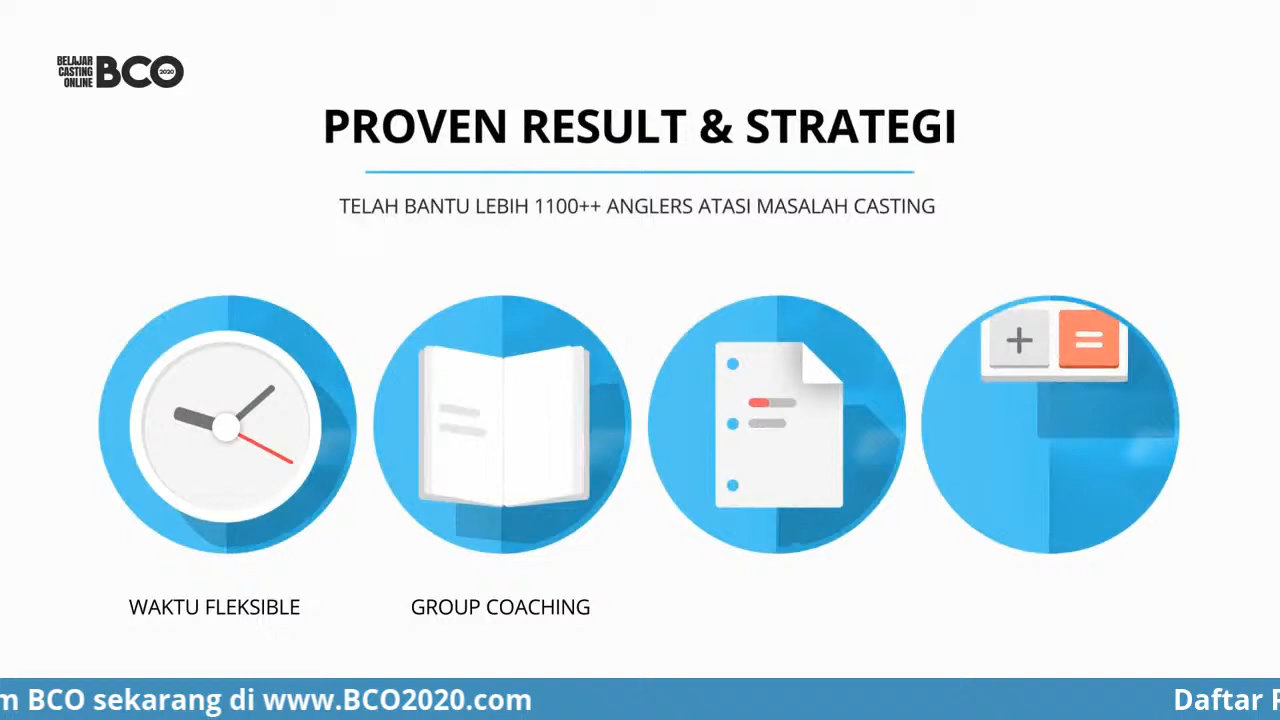 BELAJAR
CASTING
ONLINE
BCO
2020
PROVEN RESULT & STRATEGI
TELAH BANTU LEBIH 1100++ ANGLERS ATASI MASALAH CASTING
+ =
WAKTU FLEKSIBLE
GROUP COACHING
m BCO sekarang di www.BCO2020.com
Daftar